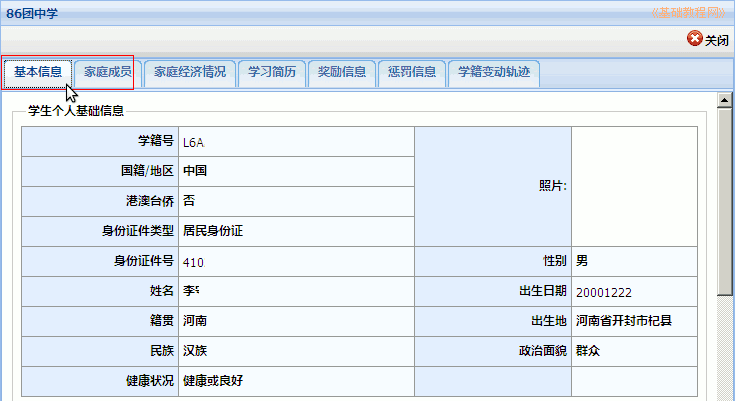 86团中学
《基础教程网》
关闭
基本信息 家庭成员 家庭经济情况 学习简历 奖励信息 惩罚信息 学籍变动轨迹
学生个人基础信息
学籍号 L6A
国籍/地区 中国
照片:
港澳台侨 否
身份证件类型 居民身份证
身份证件号 410 性别 男
姓名 李 出生日期 20001222
籍贯 河南 出生地 河南省开封市杞县
民族 汉族 政治面貌 群众
健康状况 健康或良好